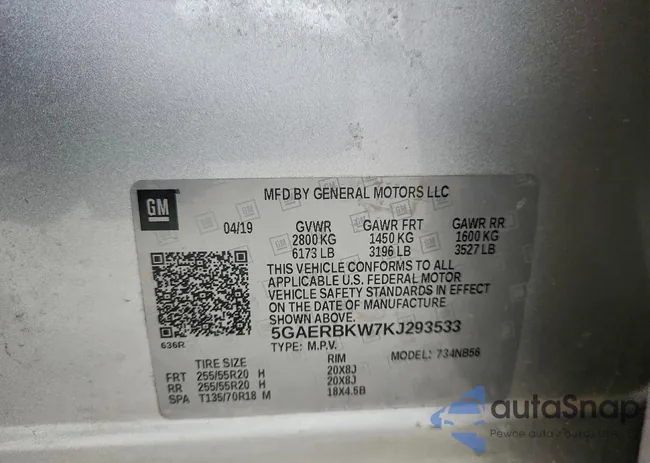 GM
MFD BY GENERAL MOTORS LLC
04/19 GVWR GAWR FRT GAWR RR
2800 KG 1450 KG 1600 KG
6173 LB 3196 LB 3527 LB
THIS VEHICLE CONFORMS TO ALL
APPLICABLE U.S. FEDERAL MOTOR
VEHICLE SAFETY STANDARDS IN EFFECT
ON THE DATE OF MANUFACTURE
SHOWN ABOVE.
5GAERBKW7KJ293533
636R
TYPE: M.P.V. MODEL: 734NB56
TIRE SIZE RIM
FRT 255/55R20 H 20X8J
RR 255/55R20 H 20X8J
SPA T135/70R18 M 18X4.5B
autaSnap
Pewne auta z